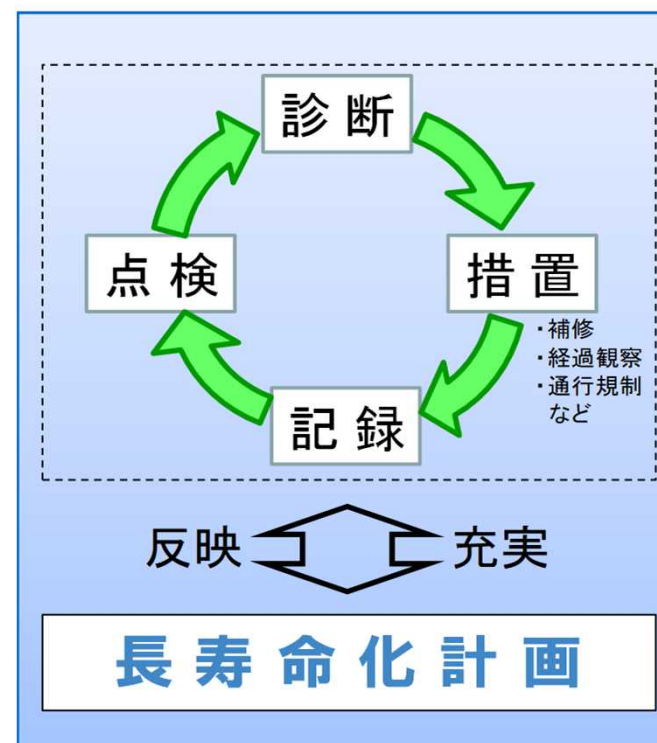 診断
点検
措置
・補修
・経過観察
・通行規制
など
記録
反映
充実
長寿命化計画